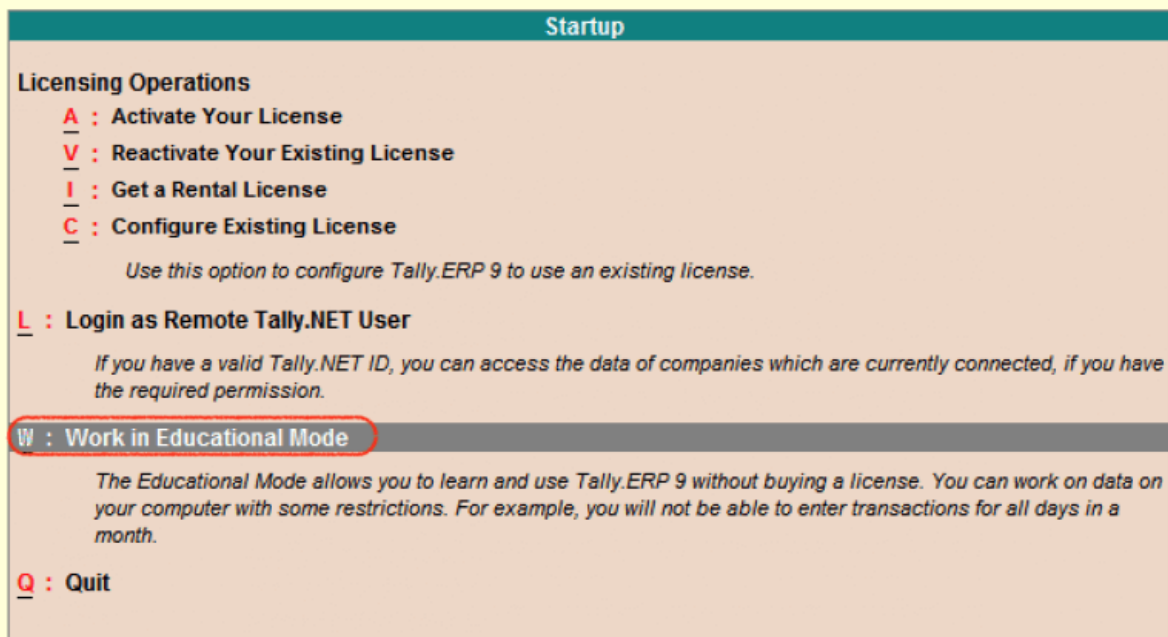 Startup
Licensing Operations
A : Activate Your License
V : Reactivate Your Existing License
I : Get a Rental License
C : Configure Existing License
Use this option to configure Tally.ERP 9 to use an existing license.
L : Login as Remote Tally.NET User
If you have a valid Tally.NET ID, you can access the data of companies which are currently connected, if you have
the required permission.
W : Work in Educational Mode
The Educational Mode allows you to learn and use Tally.ERP 9 without buying a license. You can work on data on
your computer with some restrictions. For example, you will not be able to enter transactions for all days in a
month.
Q : Quit